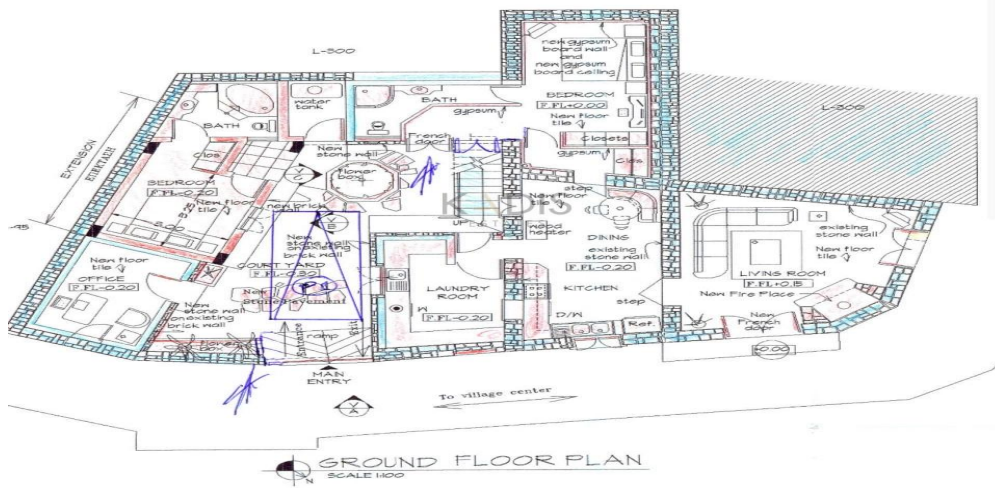 L-300
new gypsum
board wall
and
new gypsum
board ceiling
BEDROOM
F.FL+0.00
New floor
tile
L-300
water
tank
BATH
BATH
gypsum
French
door
Closets
gypsum
Clos
EXTENSION
New
stone wall
flower
box
Clos
BEDROOM
F.FL-0.20
New floor
tile
new brick
wall
step
New floor
tile
KADIS
UP
wood
heater
DINING
existing
stone wall
F.FL-0.20
existing
stone wall
New floor
tile
LIVING ROOM
F.FL+0.15
New Fire Place
New
stone wall
on existing
brick wall
COURT YARD
F.FL-0.30
New
Stone Pavement
P
New floor
tile
OFFICE
F.FL-0.20
New
stone wall
on existing
brick wall
flower
box
LAUNDRY
ROOM
F.FL-0.20
W
KITCHEN
step
D/W
Ref.
New
French
door
±0.00
Entrance
ramp
Exit
MAIN
ENTRY
To village center
GROUND FLOOR PLAN
SCALE 1:100
N